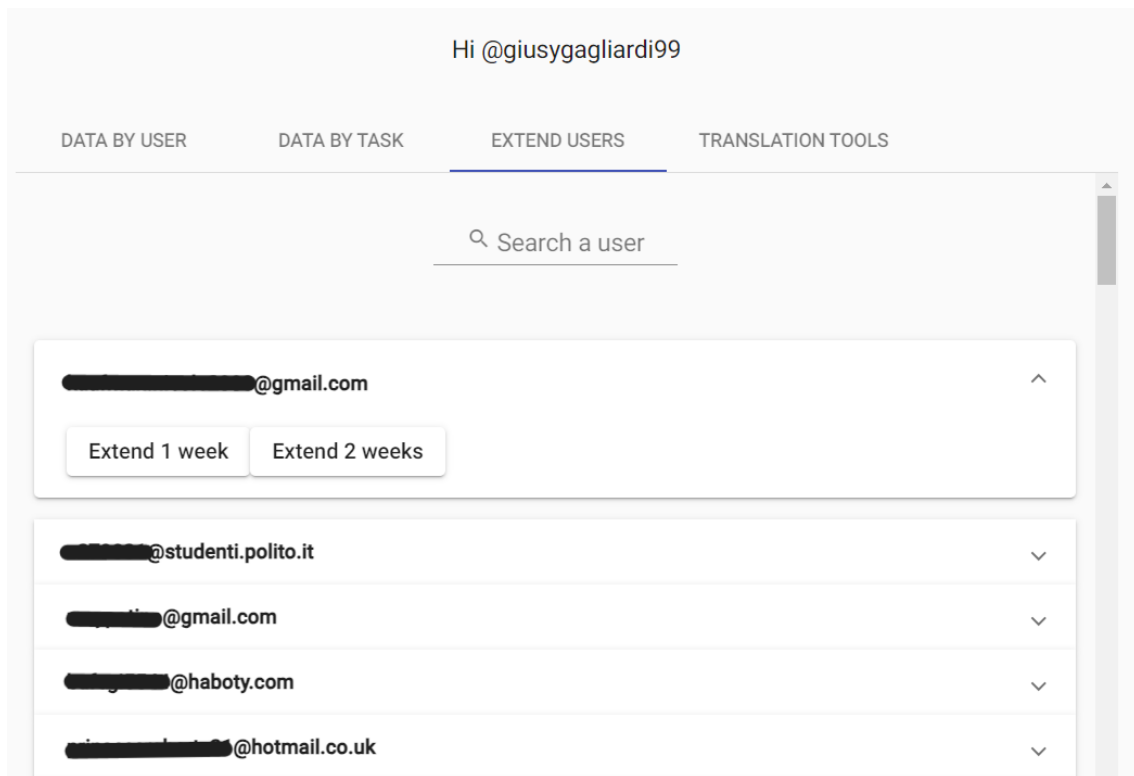 Hi @giusygagliardi99
DATA BY USER DATA BY TASK EXTEND USERS TRANSLATION TOOLS
Search a user
@gmail.com
Extend 1 week Extend 2 weeks
@studenti.polito.it
@gmail.com
@haboty.com
@hotmail.co.uk